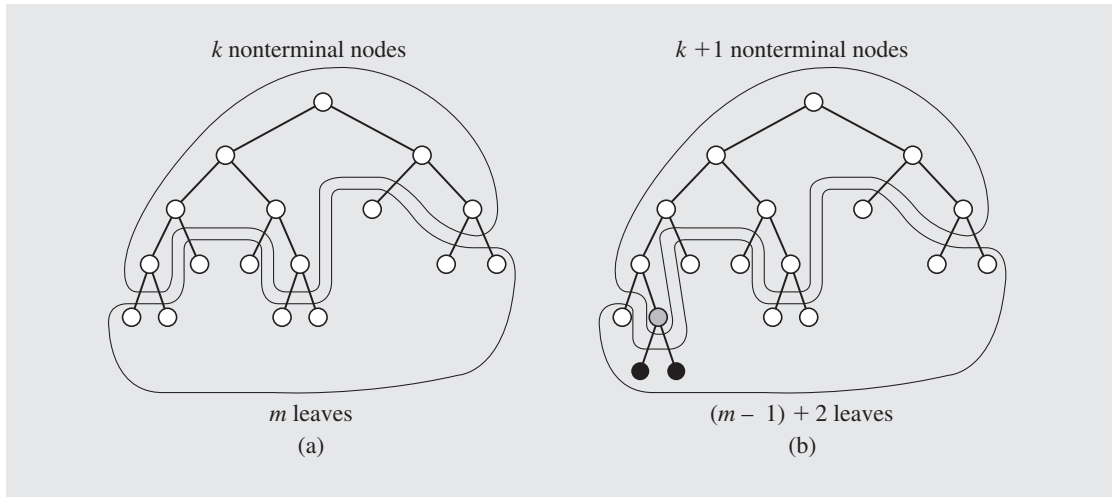 k nonterminal nodes
k + 1 nonterminal nodes
m leaves
(m – 1) + 2 leaves
(a)
(b)